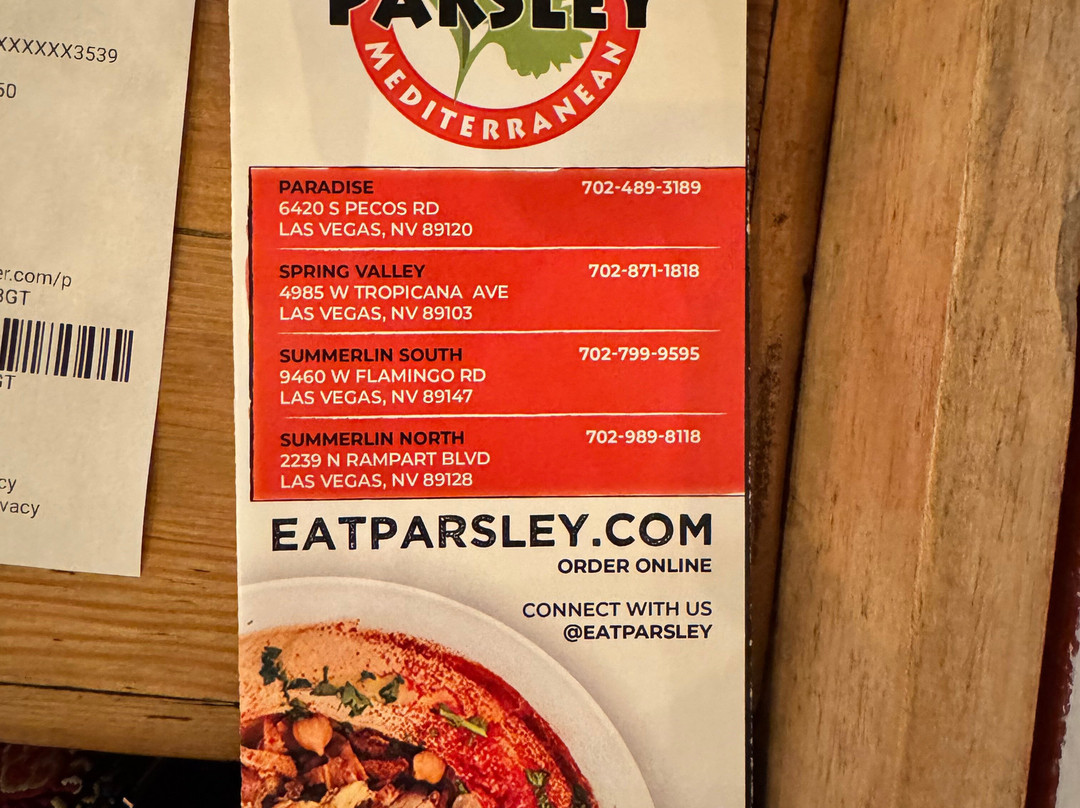 XXXXXX3539
50
er.com/p
3GT
GT
cy
vacy
PARSLEY
MEDITERRANEAN
PARADISE 702-489-3189
6420 S PECOS RD
LAS VEGAS, NV 89120
SPRING VALLEY 702-871-1818
4985 W TROPICANA AVE
LAS VEGAS, NV 89103
SUMMERLIN SOUTH 702-799-9595
9460 W FLAMINGO RD
LAS VEGAS, NV 89147
SUMMERLIN NORTH 702-989-8118
2239 N RAMPART BLVD
LAS VEGAS, NV 89128
EATPARSLEY.COM
ORDER ONLINE
CONNECT WITH US
@EATPARSLEY